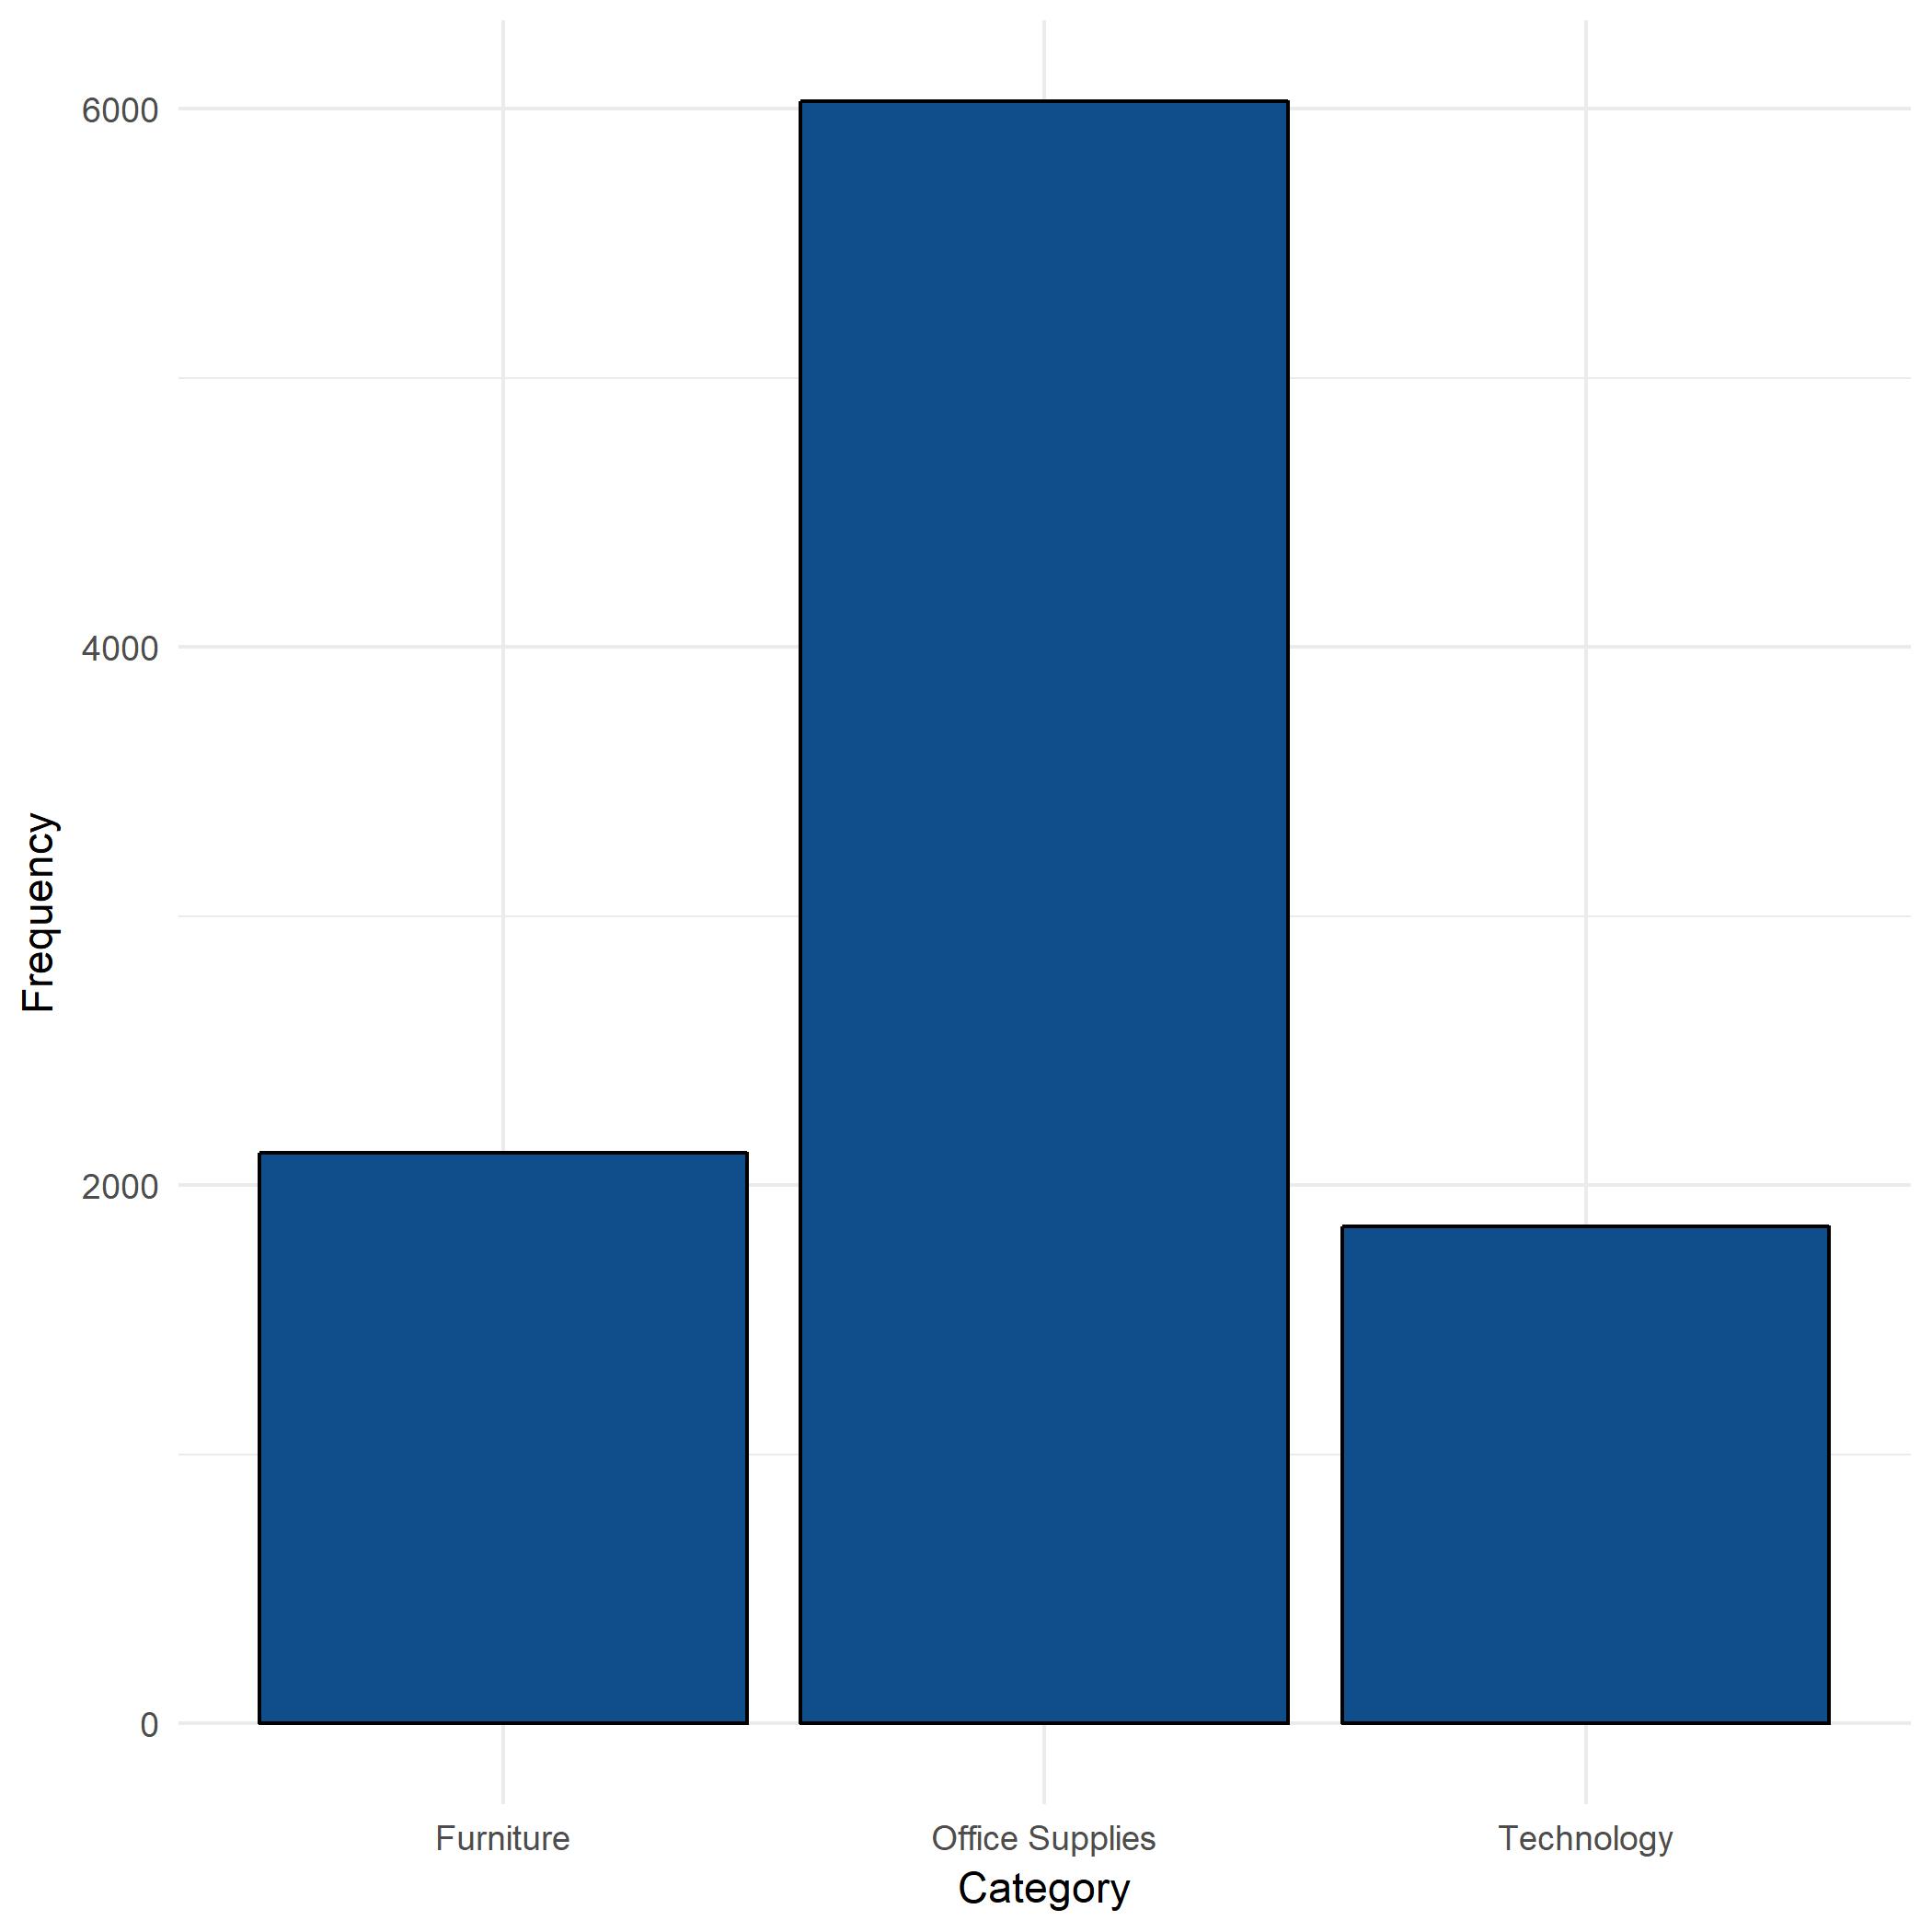 6000
4000
2000
0
Frequency
Furniture
Office Supplies
Technology
Category